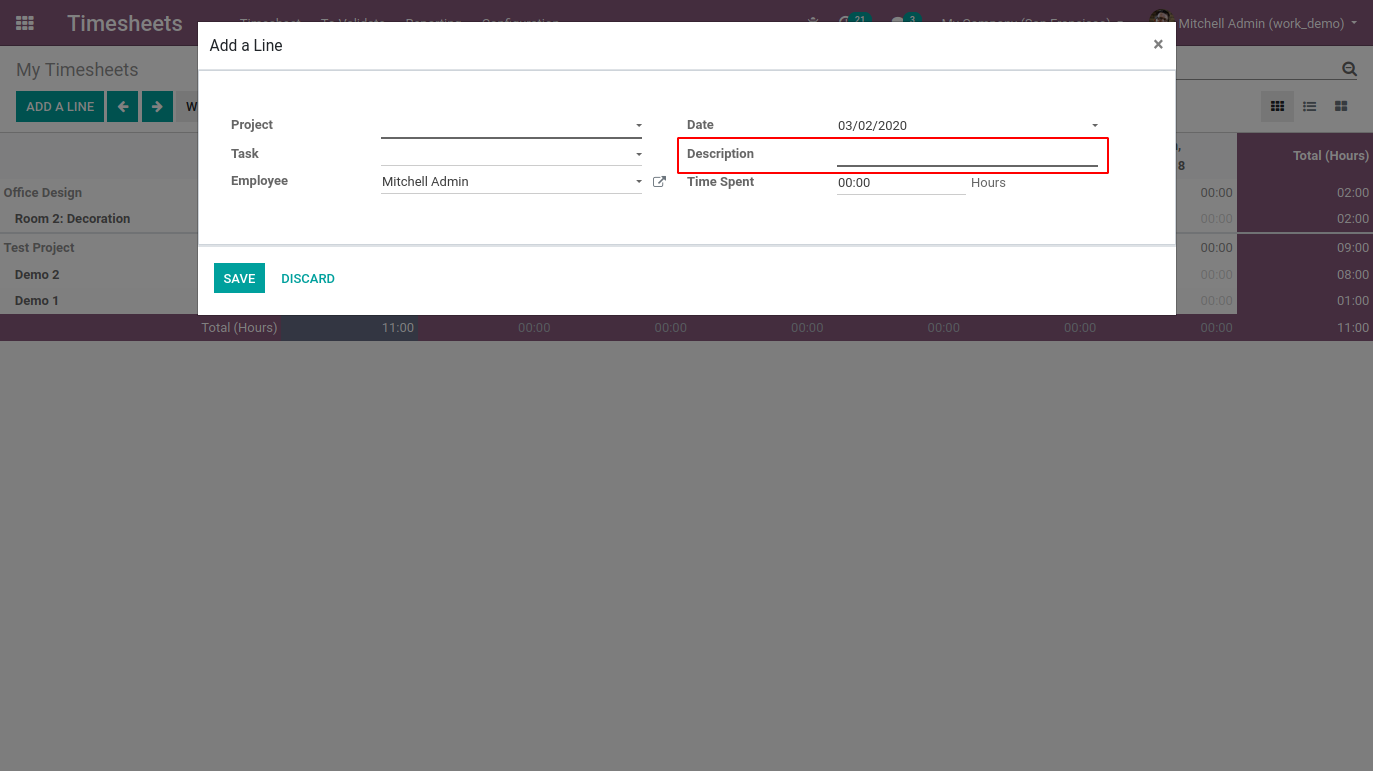 Timesheets
21
3
Mitchell Admin (work_demo)
Add a Line
×
My Timesheets
ADD A LINE
W
Project
Date
03/02/2020
Task
Description
Employee
Mitchell Admin
Time Spent
00:00
Hours
8
Total (Hours)
Office Design
00:00
02:00
Room 2: Decoration
00:00
02:00
Test Project
00:00
09:00
Demo 2
00:00
08:00
Demo 1
00:00
01:00
SAVE
DISCARD
Total (Hours)
11:00
00:00
00:00
00:00
00:00
00:00
00:00
11:00